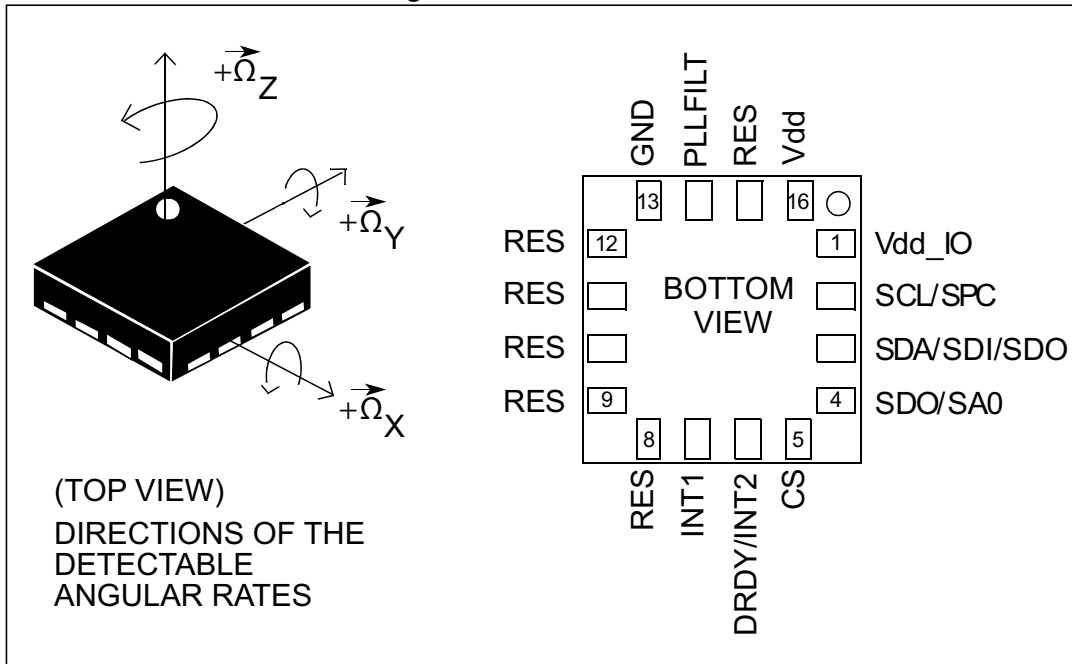 +Ω Z
+Ω Y
+Ω X
(TOP VIEW)
DIRECTIONS OF THE
DETECTABLE
ANGULAR RATES
GND
PLLFILT
RES
Vdd
13
16
RES
12
1
Vdd_IO
RES
BOTTOM
VIEW
SCL/SPC
RES
SDA/SDI/SDO
RES
9
4
SDO/SA0
8
5
RES
INT1
DRDY/INT2
CS